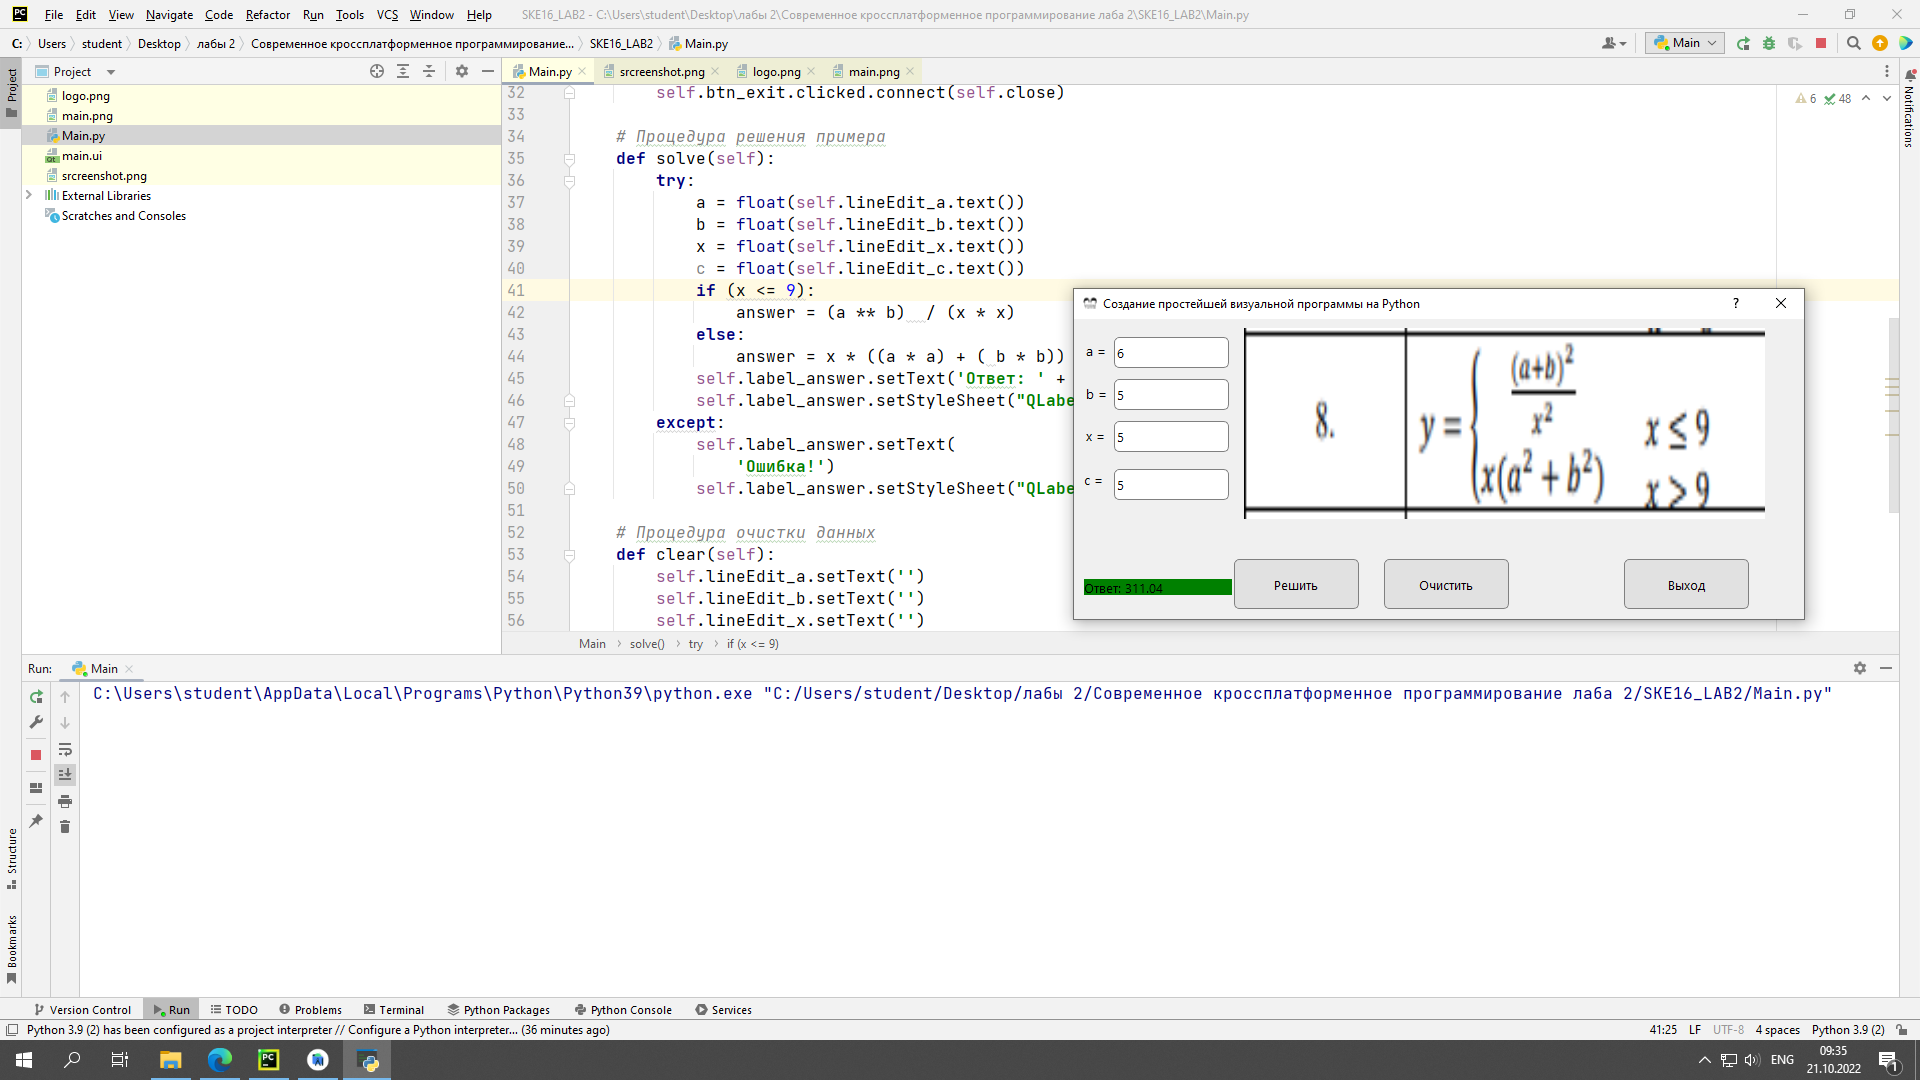 PC File Edit View Navigate Code Refactor Run Tools VCS Window Help SKE16_LAB2 - C:\Users\student\Desktop\лабы 2\Современное кроссплатформенное программирование лаба 2\SKE16_LAB2\Main.py
C: Users student Desktop лабы 2 Современное кроссплатформенное программирование... SKE16_LAB2 Main.py Main
Project
Project
Main.py srcreenshot.png logo.png main.png
Notifications
logo.png
main.png
Main.py
main.ui
srcreenshot.png
External Libraries
Scratches and Consoles
6 48
32 self.btn_exit.clicked.connect(self.close)
33
34 # Процедура решения примера
35 def solve(self):
36 try:
37 a = float(self.lineEdit_a.text())
38 b = float(self.lineEdit_b.text())
39 x = float(self.lineEdit_x.text())
40 c = float(self.lineEdit_c.text())
41 if (x <= 9):
42 answer = (a ** b) / (x * x)
43 else:
44 answer = x * ((a * a) + ( b * b))
45 self.label_answer.setText('Ответ: ' +
46 self.label_answer.setStyleSheet("QLabe
47 except:
48 self.label_answer.setText(
49 'Ошибка!')
50 self.label_answer.setStyleSheet("QLabe
51
52 # Процедура очистки данных
53 def clear(self):
54 self.lineEdit_a.setText('')
55 self.lineEdit_b.setText('')
56 self.lineEdit_x.setText('')
Main solve() try if (x <= 9)
Создание простейшей визуальной программы на Python ?
a = 6
b = 5
x = 5
c = 5
8. y = { (a+b)² / x² x ≤ 9
x(a² + b²) x > 9
Ответ: 311.04
Решить Очистить Выход
Run: Main
C:\Users\student\AppData\Local\Programs\Python\Python39\python.exe "C:/Users/student/Desktop/лабы 2/Современное кроссплатформенное программирование лаба 2/SKE16_LAB2/Main.py"
Structure
Bookmarks
Version Control Run TODO Problems Terminal Python Packages Python Console Services
Python 3.9 (2) has been configured as a project interpreter // Configure a Python interpreter... (36 minutes ago) 41:25 LF UTF-8 4 spaces Python 3.9 (2)
PC ENG 09:35
21.10.2022 1